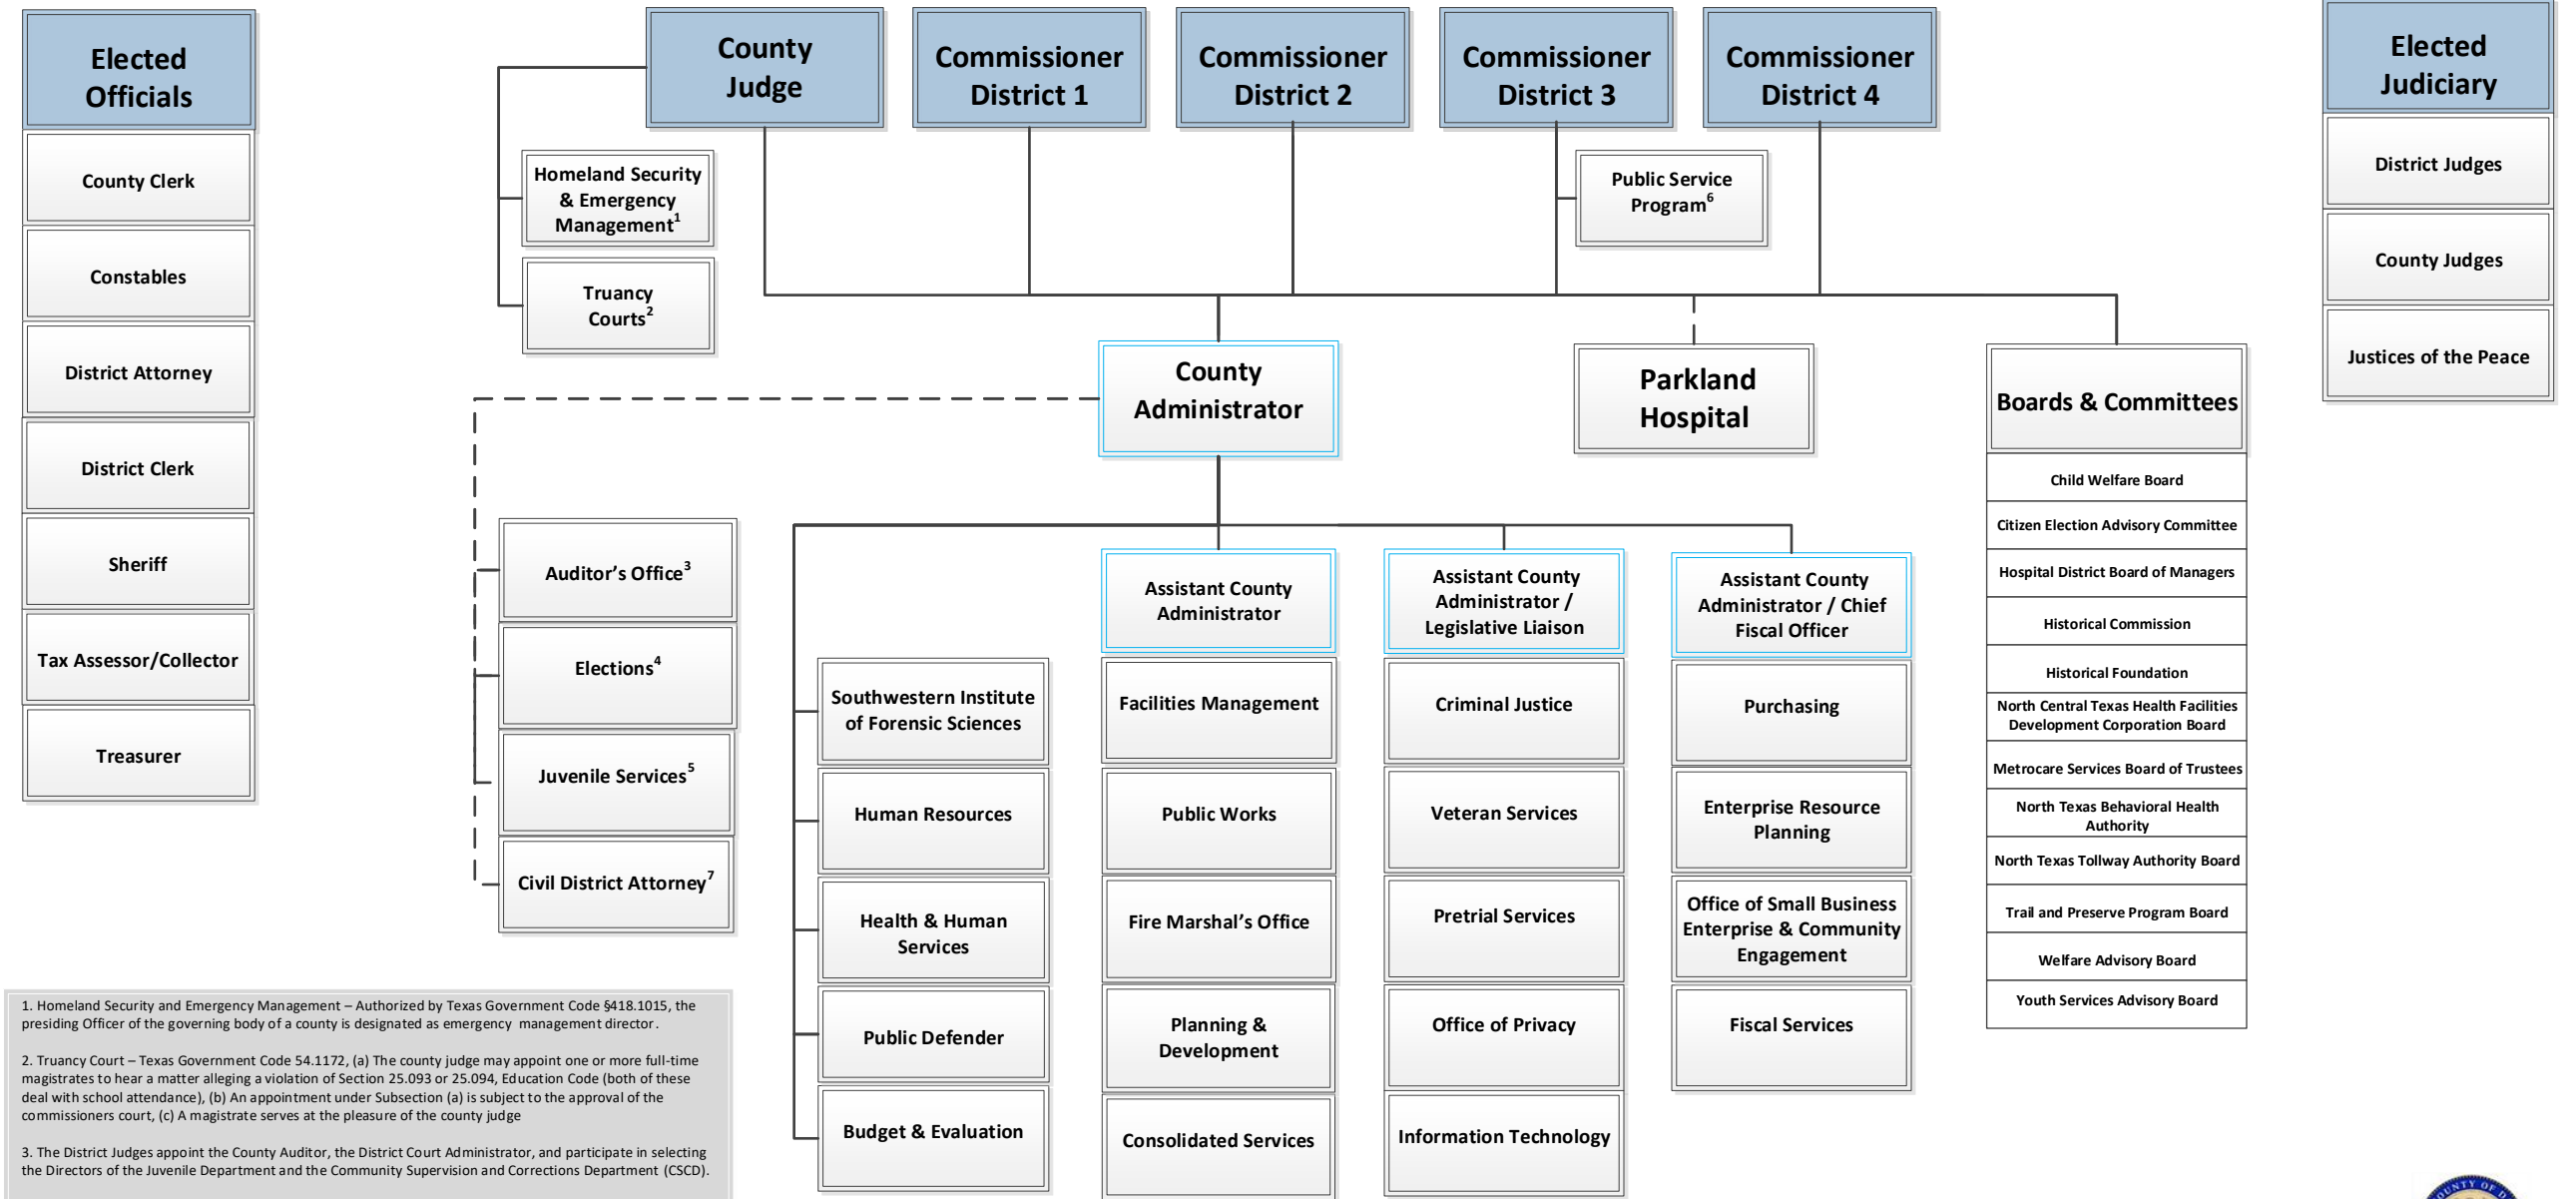 Elected
Officials
County Clerk
Constables
District Attorney
District Clerk
Sheriff
Tax Assessor/Collector
Treasurer
County
Judge
Commissioner
District 1
Commissioner
District 2
Commissioner
District 3
Commissioner
District 4
Homeland Security
& Emergency
Management1
Truancy
Courts2
Public Service
Program6
Elected
Judiciary
District Judges
County Judges
Justices of the Peace
County
Administrator
Parkland
Hospital
Boards & Committees
Child Welfare Board
Citizen Election Advisory Committee
Hospital District Board of Managers
Historical Commission
Historical Foundation
North Central Texas Health Facilities
Development Corporation Board
Metrocare Services Board of Trustees
North Texas Behavioral Health
Authority
North Texas Tollway Authority Board
Trail and Preserve Program Board
Welfare Advisory Board
Youth Services Advisory Board
Auditor’s Office3
Elections4
Juvenile Services5
Civil District Attorney7
Southwestern Institute
of Forensic Sciences
Human Resources
Health & Human
Services
Public Defender
Budget & Evaluation
Assistant County
Administrator
Facilities Management
Public Works
Fire Marshal’s Office
Planning &
Development
Consolidated Services
Assistant County
Administrator /
Legislative Liaison
Criminal Justice
Veteran Services
Pretrial Services
Office of Privacy
Information Technology
Assistant County
Administrator / Chief
Fiscal Officer
Purchasing
Enterprise Resource
Planning
Office of Small Business
Enterprise & Community
Engagement
Fiscal Services
1. Homeland Security and Emergency Management – Authorized by Texas Government Code §418.1015, the
presiding Officer of the governing body of a county is designated as emergency management director.
2. Truancy Court – Texas Government Code 54.1172, (a) The county judge may appoint one or more full-time
magistrates to hear a matter alleging a violation of Section 25.093 or 25.094, Education Code (both of these
deal with school attendance), (b) An appointment under Subsection (a) is subject to the approval of the
commissioners court, (c) A magistrate serves at the pleasure of the county judge
3. The District Judges appoint the County Auditor, the District Court Administrator, and participate in selecting
the Directors of the Juvenile Department and the Community Supervision and Corrections Department (CSCD).
COUNTY OF